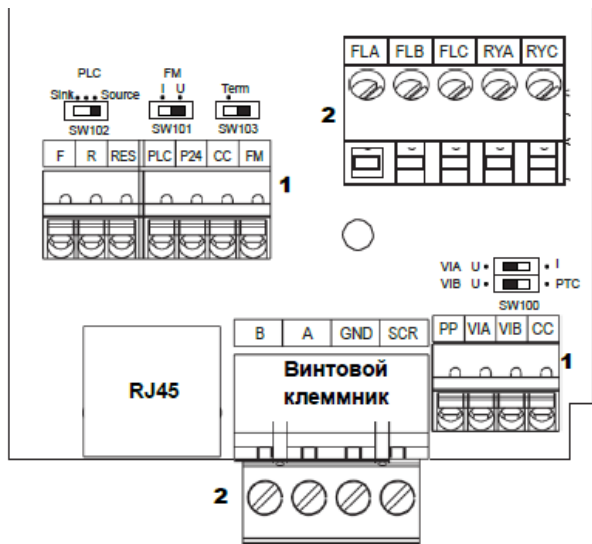 FLA FLB FLC RYA RYC
PLC
Sink Source
SW102
FM
I U
SW101
Term
SW103
2
F R RES PLC P24 CC FM
1
VIA U I
VIB U PTC
SW100
PP VIA VIB CC
1
B A GND SCR
RJ45
Винтовой
клеммник
2